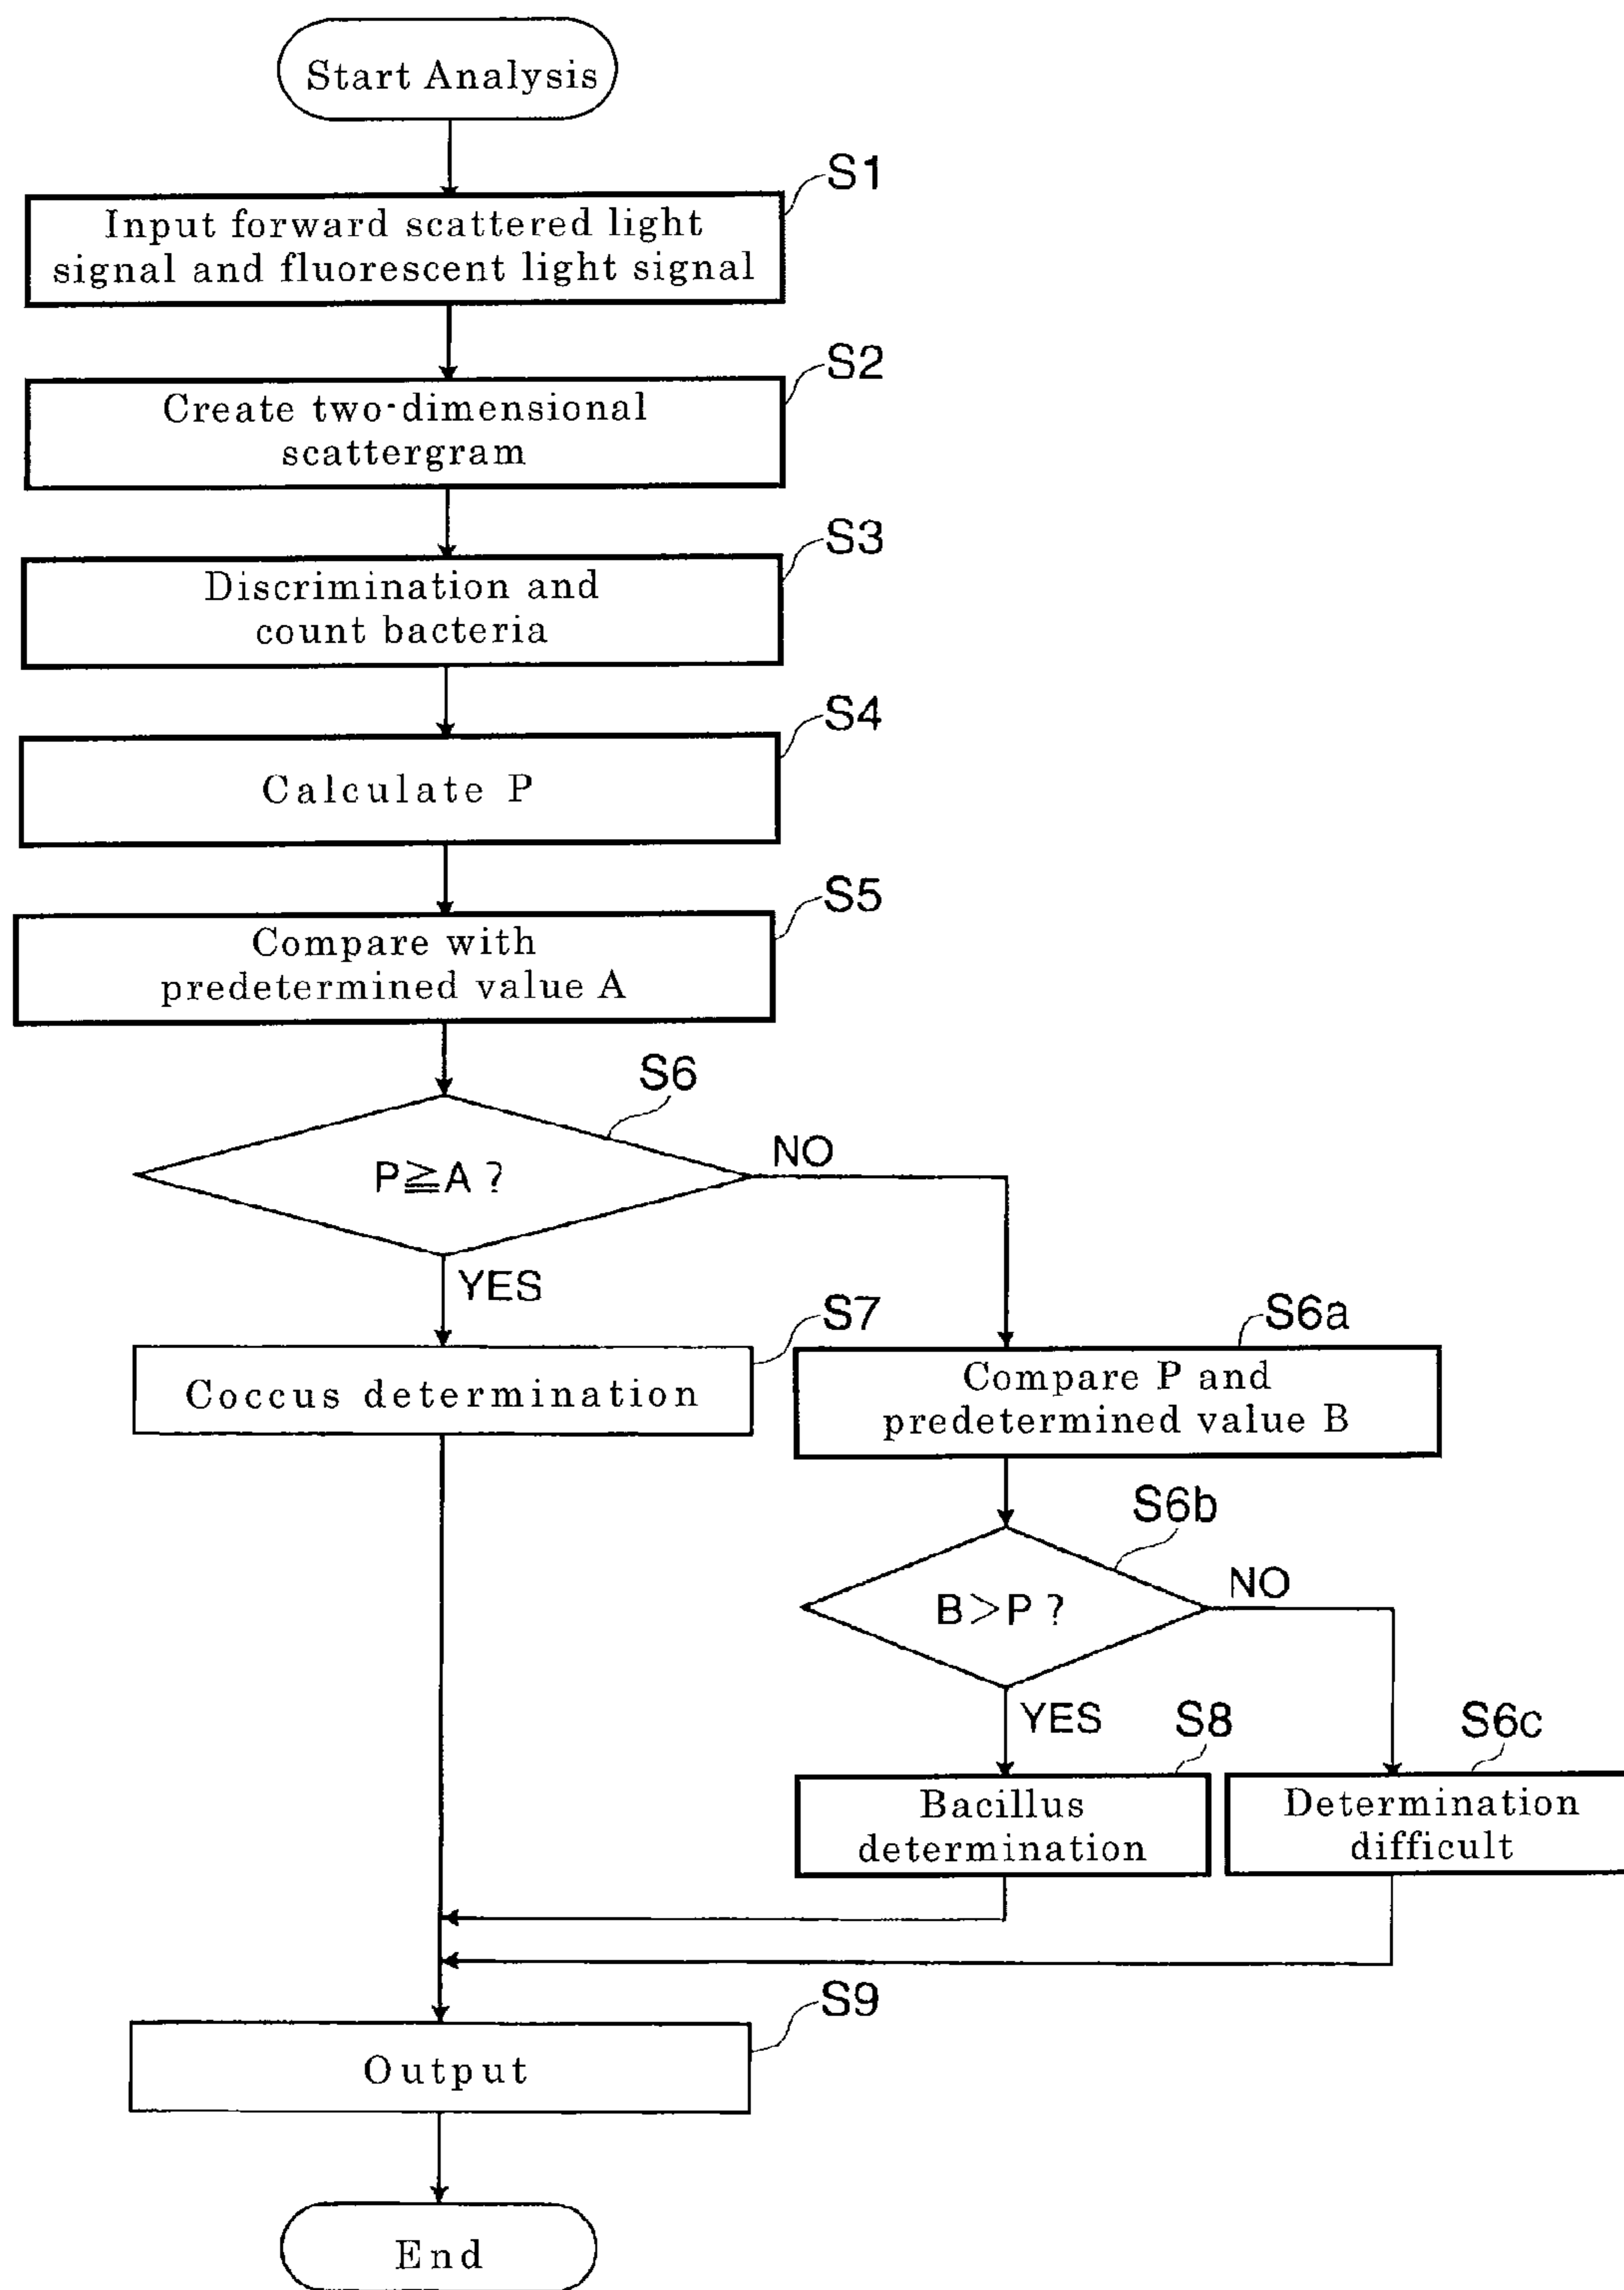 Start Analysis
S1
Input forward scattered light
signal and fluorescent light signal
S2
Create two-dimensional
scattergram
S3
Discrimination and
count bacteria
S4
Calculate P
S5
Compare with
predetermined value A
S6
P≧A ?
NO
YES
S7
Coccus determination
S6a
Compare P and
predetermined value B
S6b
B>P ?
NO
YES
S8
Bacillus
determination
S6c
Determination
difficult
S9
Output
End